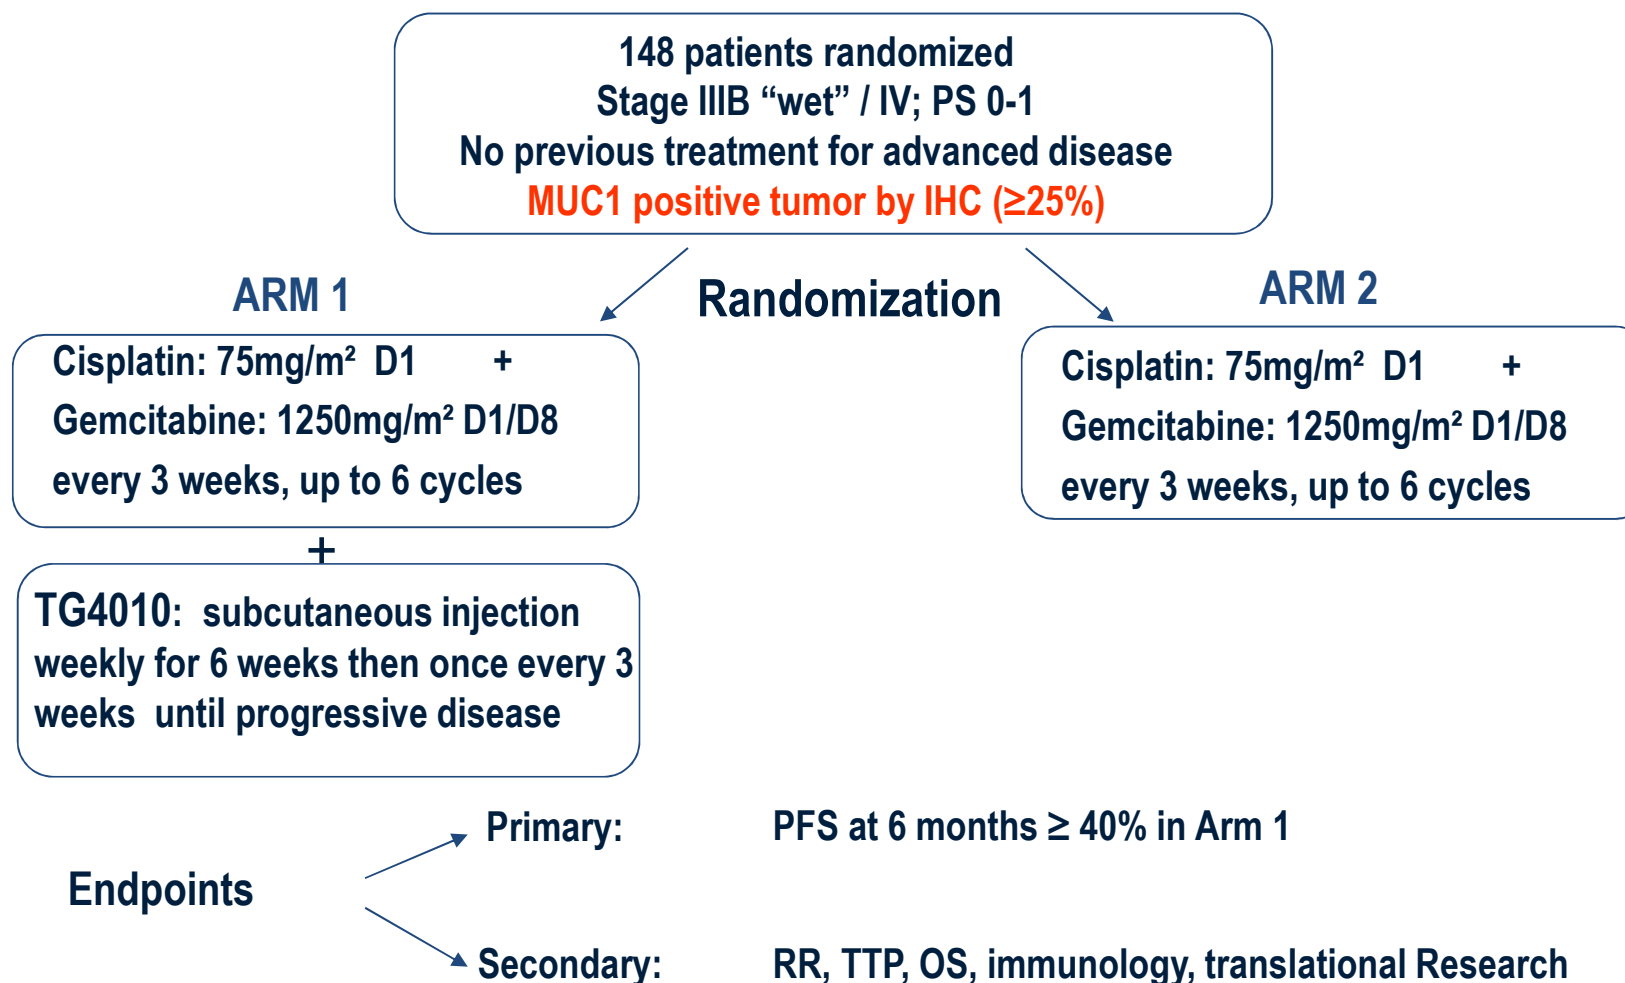 148 patients randomized
Stage IIIB “wet” / IV; PS 0-1
No previous treatment for advanced disease
MUC1 positive tumor by IHC (≥25%)
Randomization
ARM 1
Cisplatin: 75mg/m² D1 +
Gemcitabine: 1250mg/m² D1/D8
every 3 weeks, up to 6 cycles
+
TG4010: subcutaneous injection
weekly for 6 weeks then once every 3
weeks until progressive disease
ARM 2
Cisplatin: 75mg/m² D1 +
Gemcitabine: 1250mg/m² D1/D8
every 3 weeks, up to 6 cycles
Endpoints
Primary: PFS at 6 months ≥ 40% in Arm 1
Secondary: RR, TTP, OS, immunology, translational Research